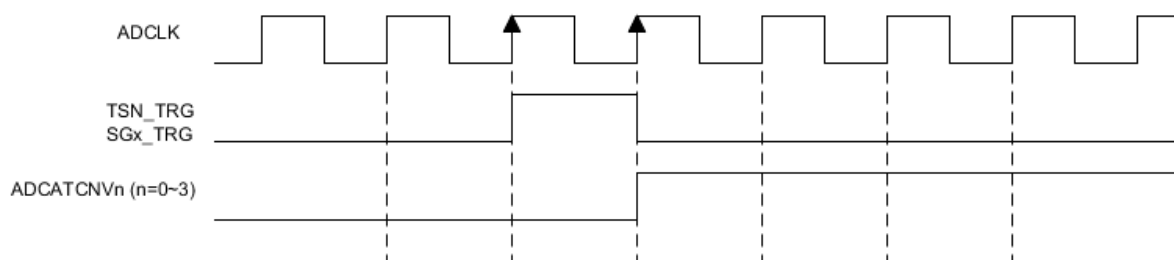 ADCLK
TSN_TRG
SGx_TRG
ADCATCNVn (n=0~3)